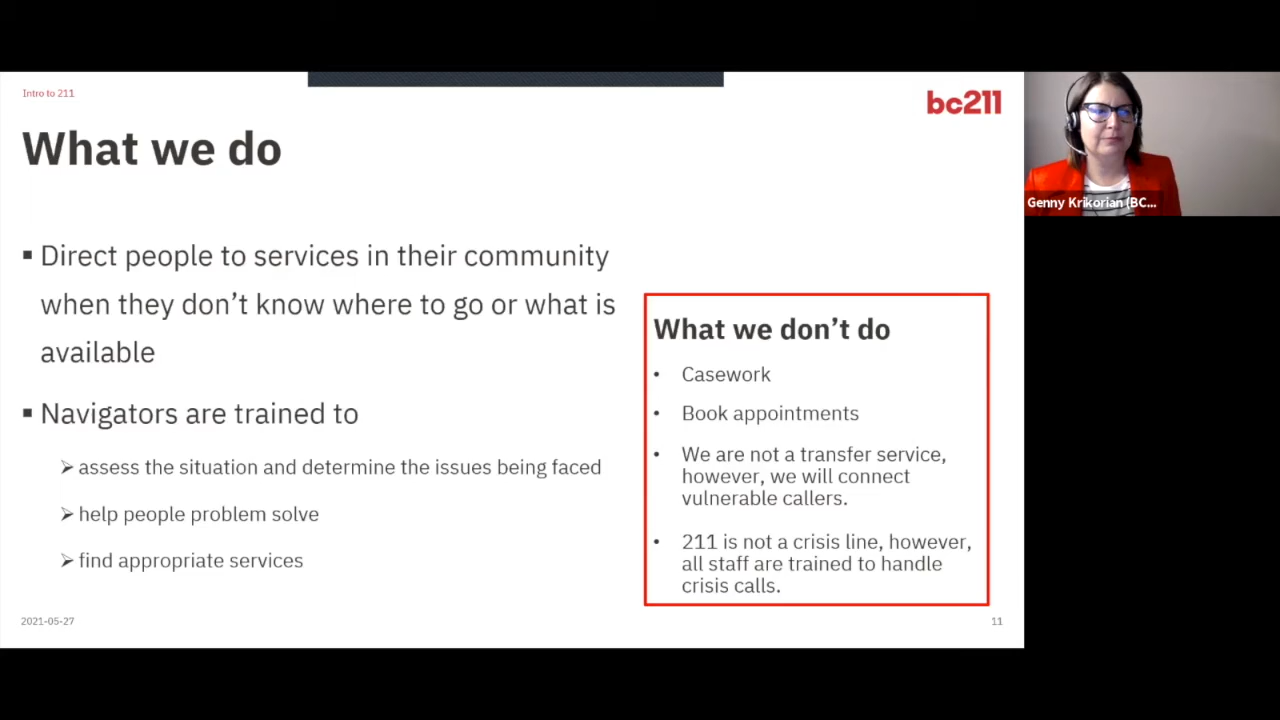 Intro to 211
bc211
What we do
▪ Direct people to services in their community
when they don’t know where to go or what is
available
▪ Navigators are trained to
➢ assess the situation and determine the issues being faced
➢ help people problem solve
➢ find appropriate services
What we don’t do
• Casework
• Book appointments
• We are not a transfer service,
however, we will connect
vulnerable callers.
• 211 is not a crisis line, however,
all staff are trained to handle
crisis calls.
2021-05-27
11
Genny Krikorian (BC...